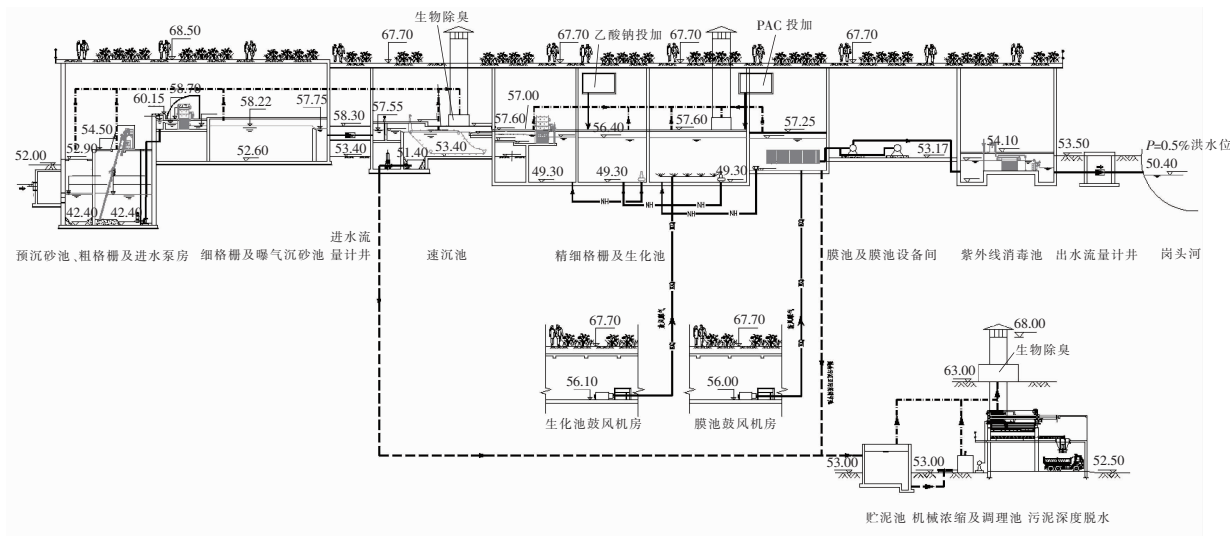 生物除臭
68.50
67.70
67.70
乙酸钠投加
67.70
PAC 投加
67.70
58.70
60.15
58.22
57.75
58.30
57.55
57.00
57.60
56.40
57.60
57.25
54.50
52.00
52.90
52.60
53.40
51.40
53.40
54.10
53.17
53.50
P=0.5%洪水位
50.40
49.30
49.30
49.30
49.30
42.40
42.40
NH
NH
NH
NH
预沉砂池、粗格栅及进水泵房
细格栅及曝气沉砂池
进水流
量计井
速沉池
精细格栅及生化池
膜池及膜池设备间
紫外线消毒池
出水流量计井
岗头河
67.70
67.70
56.10
56.00
生化池鼓风机房
膜池鼓风机房
68.00
生物除臭
63.00
53.00
53.00
52.50
贮泥池 机械浓缩及调理池 污泥深度脱水